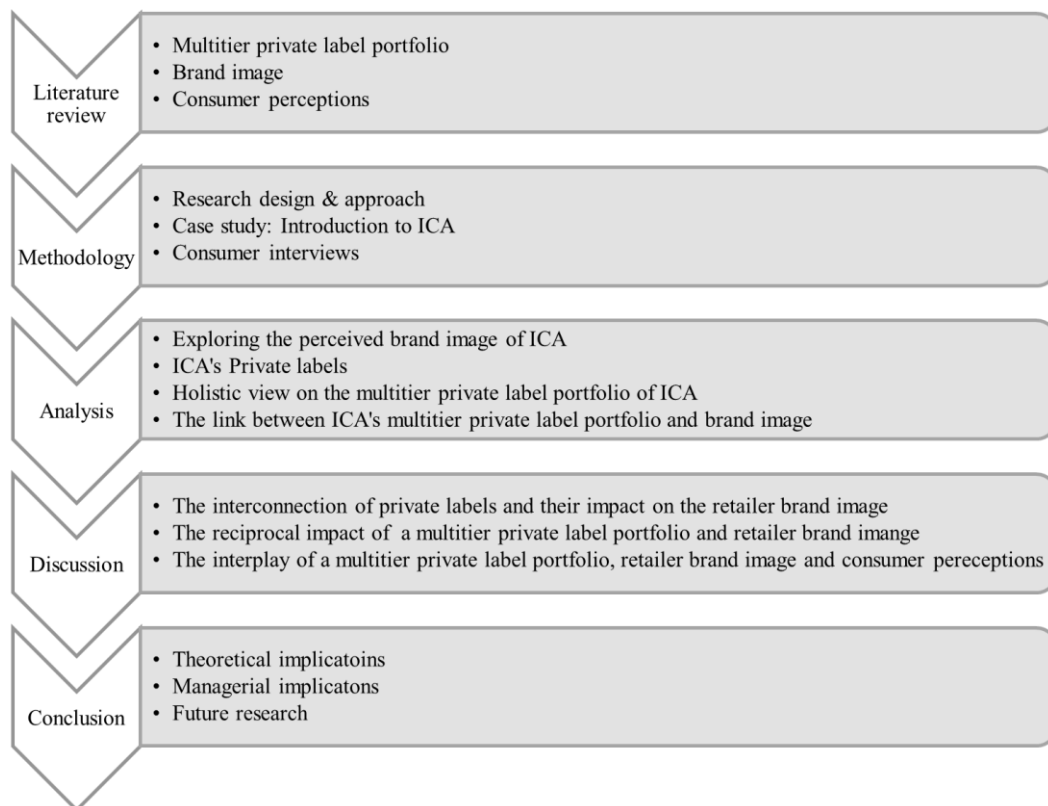 Literature
review
• Multitier private label portfolio
• Brand image
• Consumer perceptions
Methodology
• Research design & approach
• Case study: Introduction to ICA
• Consumer interviews
Analysis
• Exploring the perceived brand image of ICA
• ICA's Private labels
• Holistic view on the multitier private label portfolio of ICA
• The link between ICA's multitier private label portfolio and brand image
Discussion
• The interconnection of private labels and their impact on the retailer brand image
• The reciprocal impact of a multitier private label portfolio and retailer brand imange
• The interplay of a multitier private label portfolio, retailer brand image and consumer pereceptions
Conclusion
• Theoretical implicatoins
• Managerial implicatons
• Future research